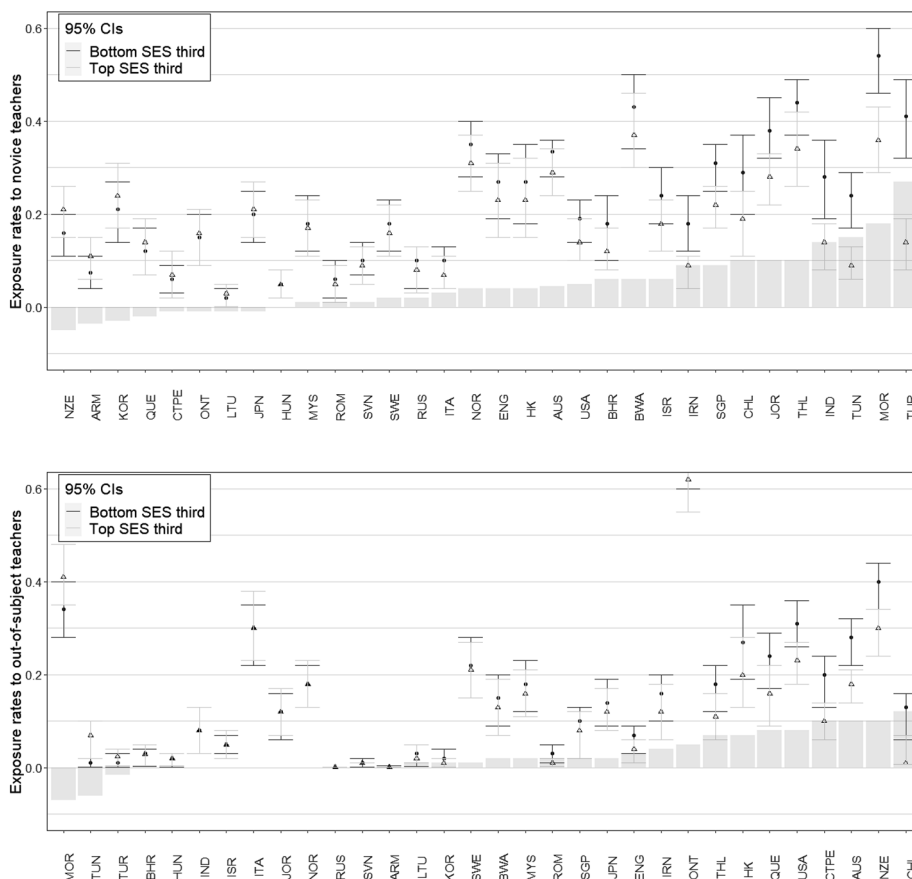 95% CIs
Bottom SES third
Top SES third
Exposure rates to novice teachers
0.6
0.4
0.2
0.0
NZE ARM KOR QUE CTPE ONT LTU JPN HUN MYS ROM SVN SWE RUS ITA NOR ENG HK AUS USA BHR BWA ISR IRN SGP CHL JOR THL IND TUN MOR TUR
95% CIs
Bottom SES third
Top SES third
Exposure rates to out-of-subject teachers
0.6
0.4
0.2
0.0
MOR TUN TUR BHR HUN IND ISR ITA JOR NOR RUS SVN ARM LTU KOR SWE BWA MYS ROM SGP JPN ENG IRN ONT THL HK QUE USA CTPE AUS NZE CHL